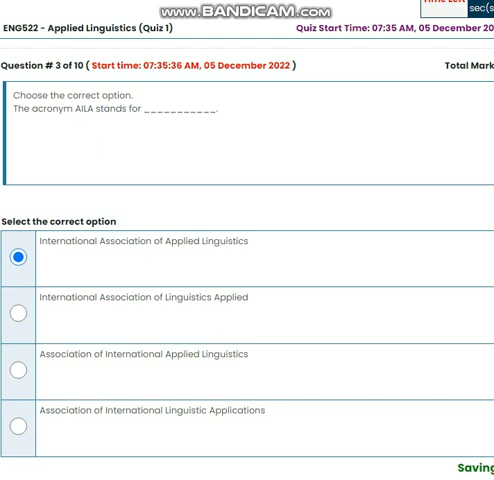 www.BANDICAM.com
sec(s
ENG522 - Applied Linguistics (Quiz 1)
Quiz Start Time: 07:35 AM, 05 December 20
Question # 3 of 10 ( Start time: 07:35:36 AM, 05 December 2022 )
Total Mark
Choose the correct option.
The acronym AILA stands for ___________.
Select the correct option
International Association of Applied Linguistics
International Association of Linguistics Applied
Association of International Applied Linguistics
Association of International Linguistic Applications
Saving